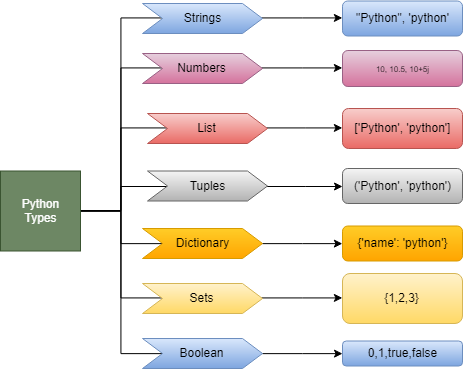 Strings
"Python", 'python'
Numbers
10, 10.5, 10+5j
List
['Python', 'python']
Python
Types
Tuples
('Python', 'python')
Dictionary
{'name': 'python'}
Sets
{1,2,3}
Boolean
0,1,true,false